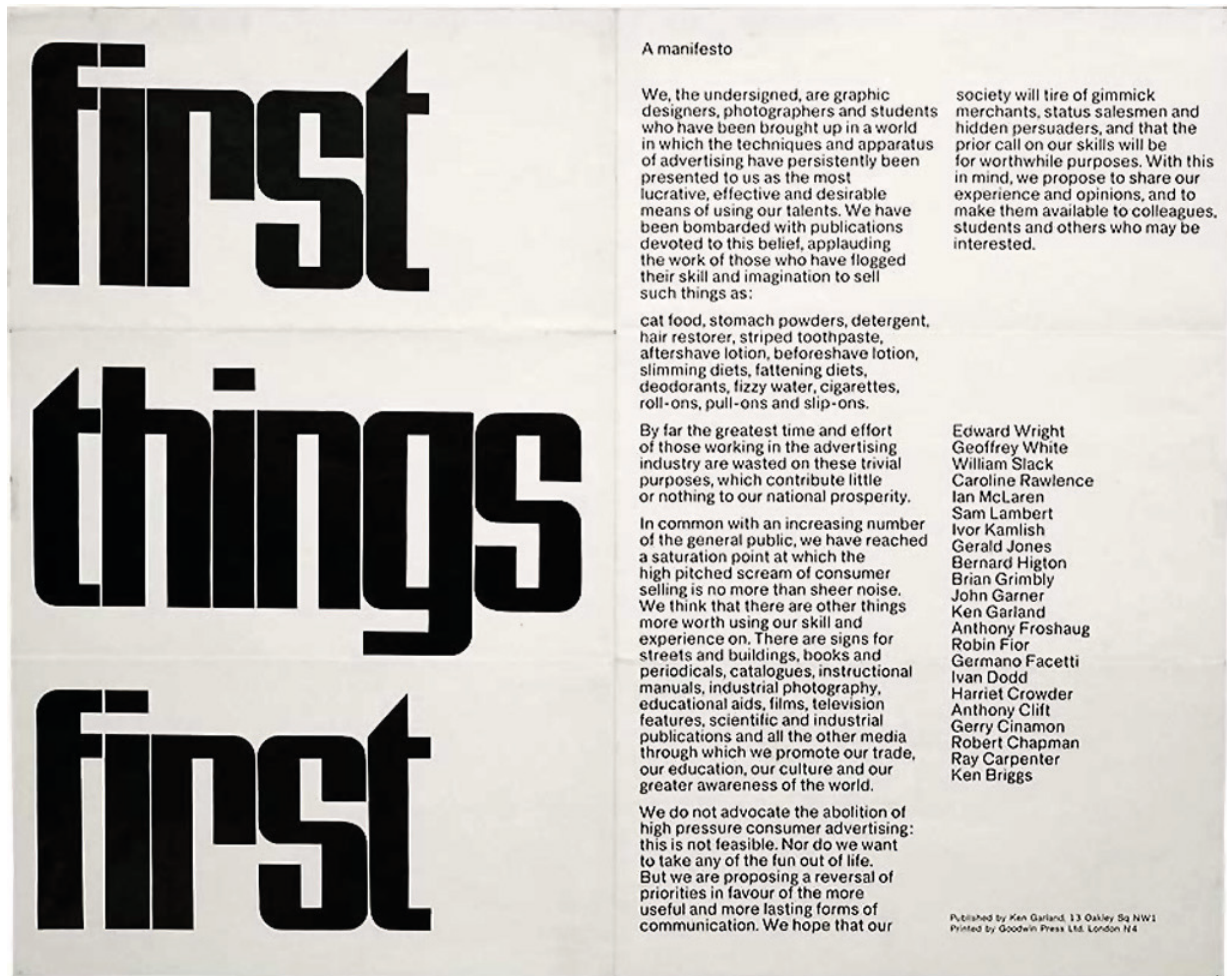 first
things
first
A manifesto
We, the undersigned, are graphic
designers, photographers and students
who have been brought up in a world
in which the techniques and apparatus
of advertising have persistently been
presented to us as the most
lucrative, effective and desirable
means of using our talents. We have
been bombarded with publications
devoted to this belief, applauding
the work of those who have flogged
their skill and imagination to sell
such things as:
cat food, stomach powders, detergent,
hair restorer, striped toothpaste,
aftershave lotion, beforeshave lotion,
slimming diets, fattening diets,
deodorants, fizzy water, cigarettes,
roll-ons, pull-ons and slip-ons.
By far the greatest time and effort
of those working in the advertising
industry are wasted on these trivial
purposes, which contribute little
or nothing to our national prosperity.
In common with an increasing number
of the general public, we have reached
a saturation point at which the
high pitched scream of consumer
selling is no more than sheer noise.
We think that there are other things
more worth using our skill and
experience on. There are signs for
streets and buildings, books and
periodicals, catalogues, instructional
manuals, industrial photography,
educational aids, films, television
features, scientific and industrial
publications and all the other media
through which we promote our trade,
our education, our culture and our
greater awareness of the world.
We do not advocate the abolition of
high pressure consumer advertising:
this is not feasible. Nor do we want
to take any of the fun out of life.
But we are proposing a reversal of
priorities in favour of the more
useful and more lasting forms of
communication. We hope that our
society will tire of gimmick
merchants, status salesmen and
hidden persuaders, and that the
prior call on our skills will be
for worthwhile purposes. With this
in mind, we propose to share our
experience and opinions, and to
make them available to colleagues,
students and others who may be
interested.
Edward Wright
Geoffrey White
William Slack
Caroline Rawlence
Ian McLaren
Sam Lambert
Ivor Kamlish
Gerald Jones
Bernard Higton
Brian Grimbly
John Garner
Ken Garland
Anthony Froshaug
Robin Fior
Germano Facetti
Ivan Dodd
Harriet Crowder
Anthony Clift
Gerry Cinamon
Robert Chapman
Ray Carpenter
Ken Briggs
Published by Ken Garland, 13 Oakley Sq NW1
Printed by Goodwin Press Ltd. London N4